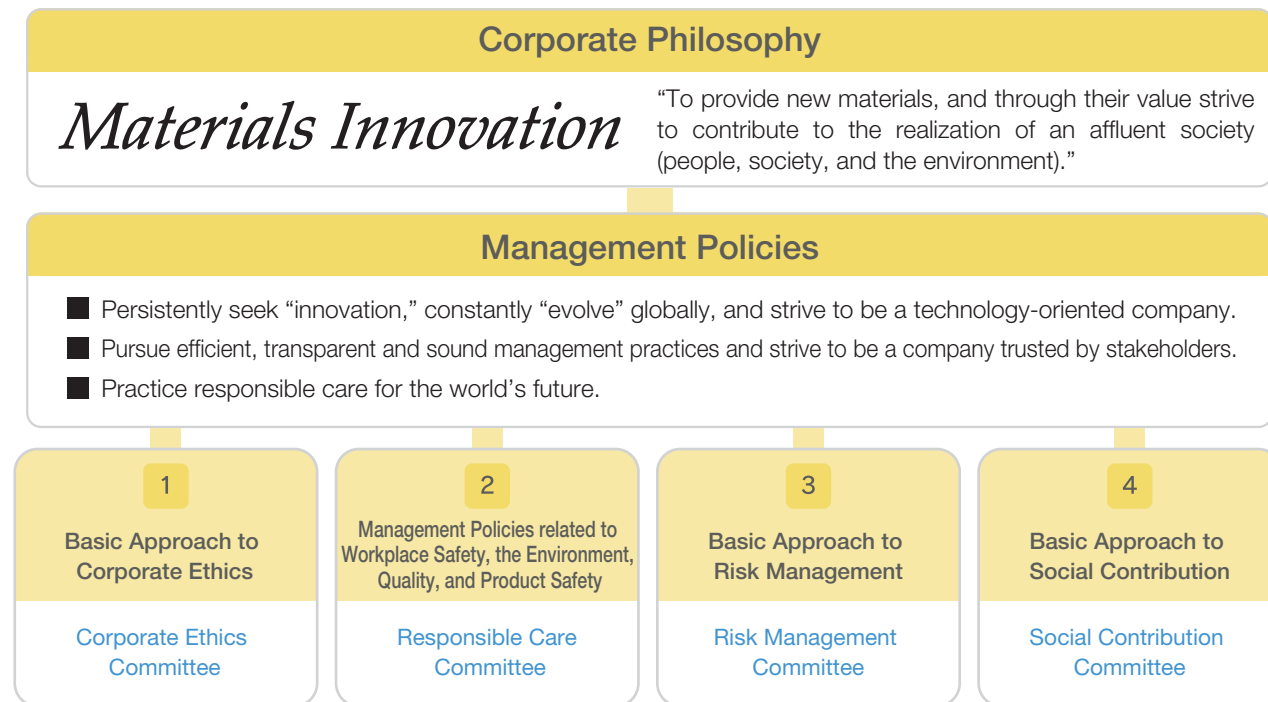 Corporate Philosophy
Materials Innovation
“To provide new materials, and through their value strive
to contribute to the realization of an affluent society
(people, society, and the environment).”
Management Policies
■ Persistently seek “innovation,” constantly “evolve” globally, and strive to be a technology-oriented company.
■ Pursue efficient, transparent and sound management practices and strive to be a company trusted by stakeholders.
■ Practice responsible care for the world’s future.
1
Basic Approach to
Corporate Ethics
Corporate Ethics
Committee
2
Management Policies related to
Workplace Safety, the Environment,
Quality, and Product Safety
Responsible Care
Committee
3
Basic Approach to
Risk Management
Risk Management
Committee
4
Basic Approach to
Social Contribution
Social Contribution
Committee